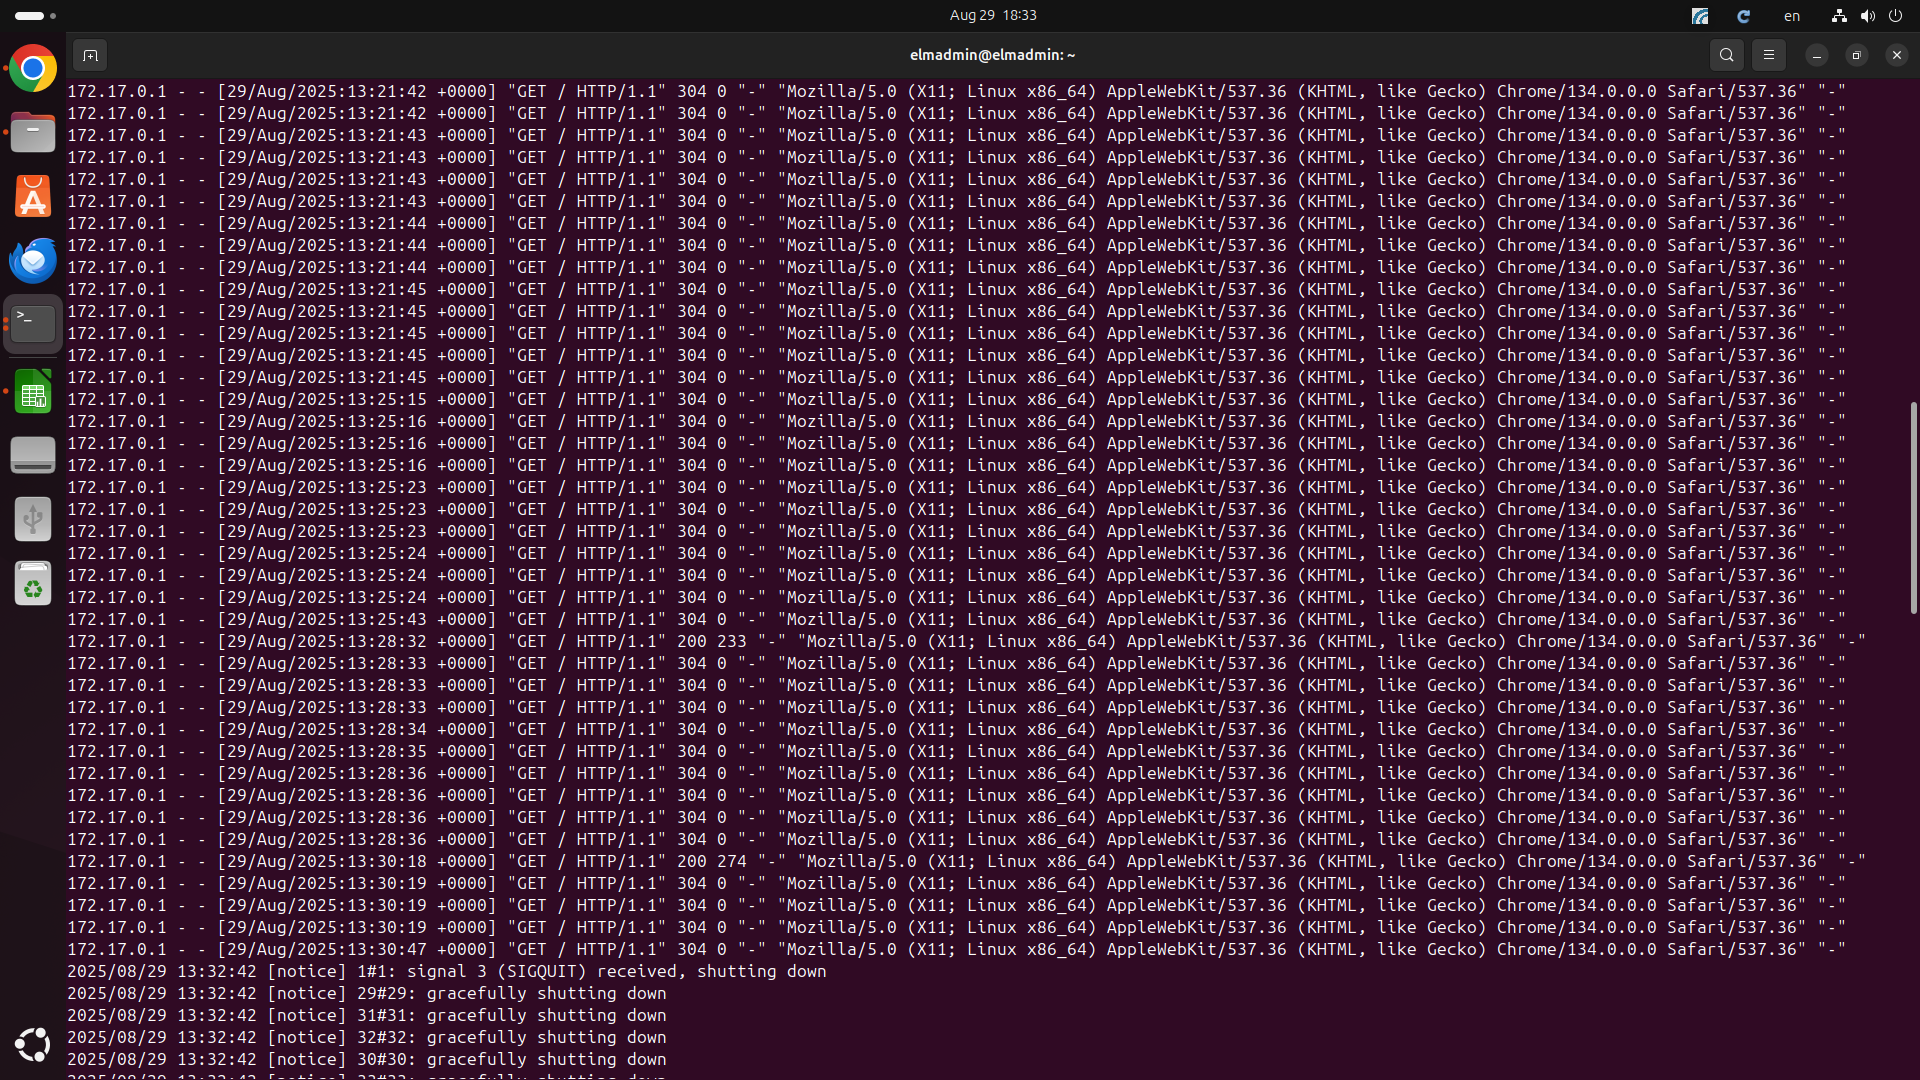 Aug 29 18:33
en
elmadmin@elmadmin: ~
172.17.0.1 - - [29/Aug/2025:13:21:42 +0000] "GET / HTTP/1.1" 304 0 "-" "Mozilla/5.0 (X11; Linux x86_64) AppleWebKit/537.36 (KHTML, like Gecko) Chrome/134.0.0.0 Safari/537.36" "-"
172.17.0.1 - - [29/Aug/2025:13:21:42 +0000] "GET / HTTP/1.1" 304 0 "-" "Mozilla/5.0 (X11; Linux x86_64) AppleWebKit/537.36 (KHTML, like Gecko) Chrome/134.0.0.0 Safari/537.36" "-"
172.17.0.1 - - [29/Aug/2025:13:21:43 +0000] "GET / HTTP/1.1" 304 0 "-" "Mozilla/5.0 (X11; Linux x86_64) AppleWebKit/537.36 (KHTML, like Gecko) Chrome/134.0.0.0 Safari/537.36" "-"
172.17.0.1 - - [29/Aug/2025:13:21:43 +0000] "GET / HTTP/1.1" 304 0 "-" "Mozilla/5.0 (X11; Linux x86_64) AppleWebKit/537.36 (KHTML, like Gecko) Chrome/134.0.0.0 Safari/537.36" "-"
172.17.0.1 - - [29/Aug/2025:13:21:43 +0000] "GET / HTTP/1.1" 304 0 "-" "Mozilla/5.0 (X11; Linux x86_64) AppleWebKit/537.36 (KHTML, like Gecko) Chrome/134.0.0.0 Safari/537.36" "-"
172.17.0.1 - - [29/Aug/2025:13:21:43 +0000] "GET / HTTP/1.1" 304 0 "-" "Mozilla/5.0 (X11; Linux x86_64) AppleWebKit/537.36 (KHTML, like Gecko) Chrome/134.0.0.0 Safari/537.36" "-"
172.17.0.1 - - [29/Aug/2025:13:21:44 +0000] "GET / HTTP/1.1" 304 0 "-" "Mozilla/5.0 (X11; Linux x86_64) AppleWebKit/537.36 (KHTML, like Gecko) Chrome/134.0.0.0 Safari/537.36" "-"
172.17.0.1 - - [29/Aug/2025:13:21:44 +0000] "GET / HTTP/1.1" 304 0 "-" "Mozilla/5.0 (X11; Linux x86_64) AppleWebKit/537.36 (KHTML, like Gecko) Chrome/134.0.0.0 Safari/537.36" "-"
172.17.0.1 - - [29/Aug/2025:13:21:44 +0000] "GET / HTTP/1.1" 304 0 "-" "Mozilla/5.0 (X11; Linux x86_64) AppleWebKit/537.36 (KHTML, like Gecko) Chrome/134.0.0.0 Safari/537.36" "-"
172.17.0.1 - - [29/Aug/2025:13:21:45 +0000] "GET / HTTP/1.1" 304 0 "-" "Mozilla/5.0 (X11; Linux x86_64) AppleWebKit/537.36 (KHTML, like Gecko) Chrome/134.0.0.0 Safari/537.36" "-"
172.17.0.1 - - [29/Aug/2025:13:21:45 +0000] "GET / HTTP/1.1" 304 0 "-" "Mozilla/5.0 (X11; Linux x86_64) AppleWebKit/537.36 (KHTML, like Gecko) Chrome/134.0.0.0 Safari/537.36" "-"
172.17.0.1 - - [29/Aug/2025:13:21:45 +0000] "GET / HTTP/1.1" 304 0 "-" "Mozilla/5.0 (X11; Linux x86_64) AppleWebKit/537.36 (KHTML, like Gecko) Chrome/134.0.0.0 Safari/537.36" "-"
172.17.0.1 - - [29/Aug/2025:13:21:45 +0000] "GET / HTTP/1.1" 304 0 "-" "Mozilla/5.0 (X11; Linux x86_64) AppleWebKit/537.36 (KHTML, like Gecko) Chrome/134.0.0.0 Safari/537.36" "-"
172.17.0.1 - - [29/Aug/2025:13:21:45 +0000] "GET / HTTP/1.1" 304 0 "-" "Mozilla/5.0 (X11; Linux x86_64) AppleWebKit/537.36 (KHTML, like Gecko) Chrome/134.0.0.0 Safari/537.36" "-"
172.17.0.1 - - [29/Aug/2025:13:25:15 +0000] "GET / HTTP/1.1" 304 0 "-" "Mozilla/5.0 (X11; Linux x86_64) AppleWebKit/537.36 (KHTML, like Gecko) Chrome/134.0.0.0 Safari/537.36" "-"
172.17.0.1 - - [29/Aug/2025:13:25:16 +0000] "GET / HTTP/1.1" 304 0 "-" "Mozilla/5.0 (X11; Linux x86_64) AppleWebKit/537.36 (KHTML, like Gecko) Chrome/134.0.0.0 Safari/537.36" "-"
172.17.0.1 - - [29/Aug/2025:13:25:16 +0000] "GET / HTTP/1.1" 304 0 "-" "Mozilla/5.0 (X11; Linux x86_64) AppleWebKit/537.36 (KHTML, like Gecko) Chrome/134.0.0.0 Safari/537.36" "-"
172.17.0.1 - - [29/Aug/2025:13:25:16 +0000] "GET / HTTP/1.1" 304 0 "-" "Mozilla/5.0 (X11; Linux x86_64) AppleWebKit/537.36 (KHTML, like Gecko) Chrome/134.0.0.0 Safari/537.36" "-"
172.17.0.1 - - [29/Aug/2025:13:25:23 +0000] "GET / HTTP/1.1" 304 0 "-" "Mozilla/5.0 (X11; Linux x86_64) AppleWebKit/537.36 (KHTML, like Gecko) Chrome/134.0.0.0 Safari/537.36" "-"
172.17.0.1 - - [29/Aug/2025:13:25:23 +0000] "GET / HTTP/1.1" 304 0 "-" "Mozilla/5.0 (X11; Linux x86_64) AppleWebKit/537.36 (KHTML, like Gecko) Chrome/134.0.0.0 Safari/537.36" "-"
172.17.0.1 - - [29/Aug/2025:13:25:23 +0000] "GET / HTTP/1.1" 304 0 "-" "Mozilla/5.0 (X11; Linux x86_64) AppleWebKit/537.36 (KHTML, like Gecko) Chrome/134.0.0.0 Safari/537.36" "-"
172.17.0.1 - - [29/Aug/2025:13:25:24 +0000] "GET / HTTP/1.1" 304 0 "-" "Mozilla/5.0 (X11; Linux x86_64) AppleWebKit/537.36 (KHTML, like Gecko) Chrome/134.0.0.0 Safari/537.36" "-"
172.17.0.1 - - [29/Aug/2025:13:25:24 +0000] "GET / HTTP/1.1" 304 0 "-" "Mozilla/5.0 (X11; Linux x86_64) AppleWebKit/537.36 (KHTML, like Gecko) Chrome/134.0.0.0 Safari/537.36" "-"
172.17.0.1 - - [29/Aug/2025:13:25:24 +0000] "GET / HTTP/1.1" 304 0 "-" "Mozilla/5.0 (X11; Linux x86_64) AppleWebKit/537.36 (KHTML, like Gecko) Chrome/134.0.0.0 Safari/537.36" "-"
172.17.0.1 - - [29/Aug/2025:13:25:43 +0000] "GET / HTTP/1.1" 304 0 "-" "Mozilla/5.0 (X11; Linux x86_64) AppleWebKit/537.36 (KHTML, like Gecko) Chrome/134.0.0.0 Safari/537.36" "-"
172.17.0.1 - - [29/Aug/2025:13:28:32 +0000] "GET / HTTP/1.1" 200 233 "-" "Mozilla/5.0 (X11; Linux x86_64) AppleWebKit/537.36 (KHTML, like Gecko) Chrome/134.0.0.0 Safari/537.36" "-"
172.17.0.1 - - [29/Aug/2025:13:28:33 +0000] "GET / HTTP/1.1" 304 0 "-" "Mozilla/5.0 (X11; Linux x86_64) AppleWebKit/537.36 (KHTML, like Gecko) Chrome/134.0.0.0 Safari/537.36" "-"
172.17.0.1 - - [29/Aug/2025:13:28:33 +0000] "GET / HTTP/1.1" 304 0 "-" "Mozilla/5.0 (X11; Linux x86_64) AppleWebKit/537.36 (KHTML, like Gecko) Chrome/134.0.0.0 Safari/537.36" "-"
172.17.0.1 - - [29/Aug/2025:13:28:33 +0000] "GET / HTTP/1.1" 304 0 "-" "Mozilla/5.0 (X11; Linux x86_64) AppleWebKit/537.36 (KHTML, like Gecko) Chrome/134.0.0.0 Safari/537.36" "-"
172.17.0.1 - - [29/Aug/2025:13:28:34 +0000] "GET / HTTP/1.1" 304 0 "-" "Mozilla/5.0 (X11; Linux x86_64) AppleWebKit/537.36 (KHTML, like Gecko) Chrome/134.0.0.0 Safari/537.36" "-"
172.17.0.1 - - [29/Aug/2025:13:28:35 +0000] "GET / HTTP/1.1" 304 0 "-" "Mozilla/5.0 (X11; Linux x86_64) AppleWebKit/537.36 (KHTML, like Gecko) Chrome/134.0.0.0 Safari/537.36" "-"
172.17.0.1 - - [29/Aug/2025:13:28:36 +0000] "GET / HTTP/1.1" 304 0 "-" "Mozilla/5.0 (X11; Linux x86_64) AppleWebKit/537.36 (KHTML, like Gecko) Chrome/134.0.0.0 Safari/537.36" "-"
172.17.0.1 - - [29/Aug/2025:13:28:36 +0000] "GET / HTTP/1.1" 304 0 "-" "Mozilla/5.0 (X11; Linux x86_64) AppleWebKit/537.36 (KHTML, like Gecko) Chrome/134.0.0.0 Safari/537.36" "-"
172.17.0.1 - - [29/Aug/2025:13:28:36 +0000] "GET / HTTP/1.1" 304 0 "-" "Mozilla/5.0 (X11; Linux x86_64) AppleWebKit/537.36 (KHTML, like Gecko) Chrome/134.0.0.0 Safari/537.36" "-"
172.17.0.1 - - [29/Aug/2025:13:28:36 +0000] "GET / HTTP/1.1" 304 0 "-" "Mozilla/5.0 (X11; Linux x86_64) AppleWebKit/537.36 (KHTML, like Gecko) Chrome/134.0.0.0 Safari/537.36" "-"
172.17.0.1 - - [29/Aug/2025:13:30:18 +0000] "GET / HTTP/1.1" 200 274 "-" "Mozilla/5.0 (X11; Linux x86_64) AppleWebKit/537.36 (KHTML, like Gecko) Chrome/134.0.0.0 Safari/537.36" "-"
172.17.0.1 - - [29/Aug/2025:13:30:19 +0000] "GET / HTTP/1.1" 304 0 "-" "Mozilla/5.0 (X11; Linux x86_64) AppleWebKit/537.36 (KHTML, like Gecko) Chrome/134.0.0.0 Safari/537.36" "-"
172.17.0.1 - - [29/Aug/2025:13:30:19 +0000] "GET / HTTP/1.1" 304 0 "-" "Mozilla/5.0 (X11; Linux x86_64) AppleWebKit/537.36 (KHTML, like Gecko) Chrome/134.0.0.0 Safari/537.36" "-"
172.17.0.1 - - [29/Aug/2025:13:30:19 +0000] "GET / HTTP/1.1" 304 0 "-" "Mozilla/5.0 (X11; Linux x86_64) AppleWebKit/537.36 (KHTML, like Gecko) Chrome/134.0.0.0 Safari/537.36" "-"
172.17.0.1 - - [29/Aug/2025:13:30:47 +0000] "GET / HTTP/1.1" 304 0 "-" "Mozilla/5.0 (X11; Linux x86_64) AppleWebKit/537.36 (KHTML, like Gecko) Chrome/134.0.0.0 Safari/537.36" "-"
2025/08/29 13:32:42 [notice] 1#1: signal 3 (SIGQUIT) received, shutting down
2025/08/29 13:32:42 [notice] 29#29: gracefully shutting down
2025/08/29 13:32:42 [notice] 31#31: gracefully shutting down
2025/08/29 13:32:42 [notice] 32#32: gracefully shutting down
2025/08/29 13:32:42 [notice] 30#30: gracefully shutting down